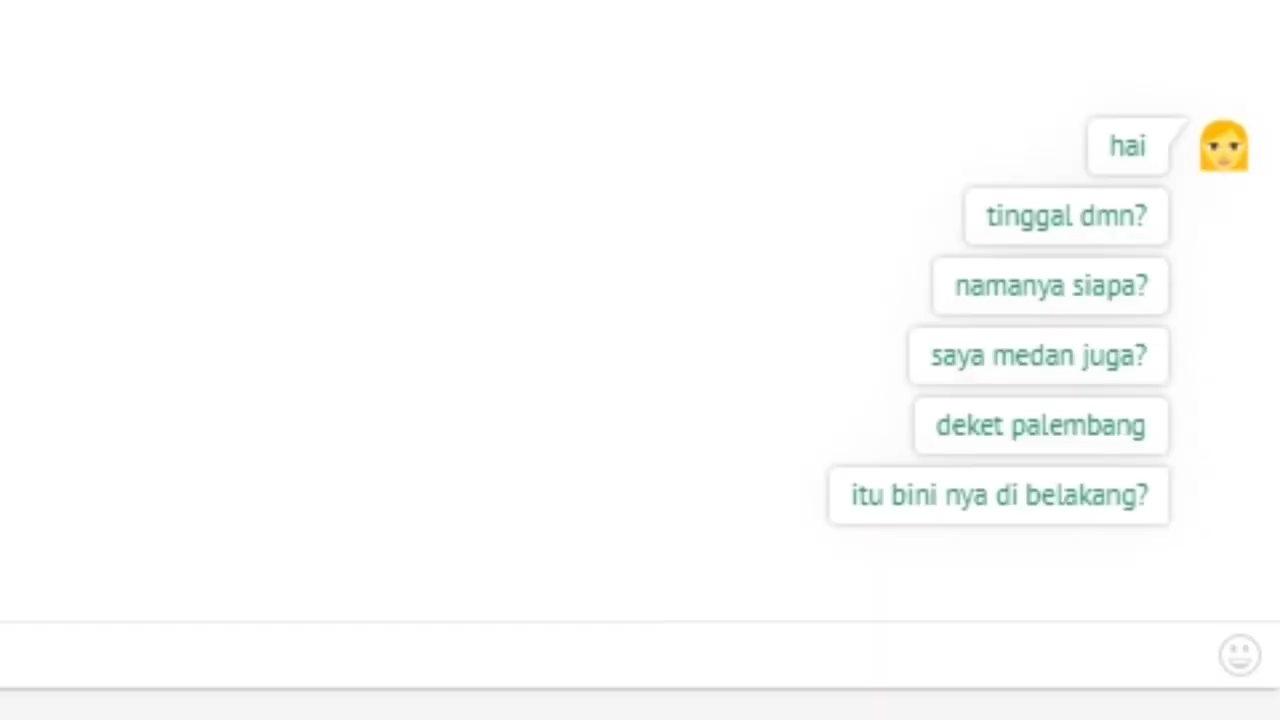 hai
tinggal dmn?
namanya siapa?
saya medan juga?
deket palembang
itu bini nya di belakang?